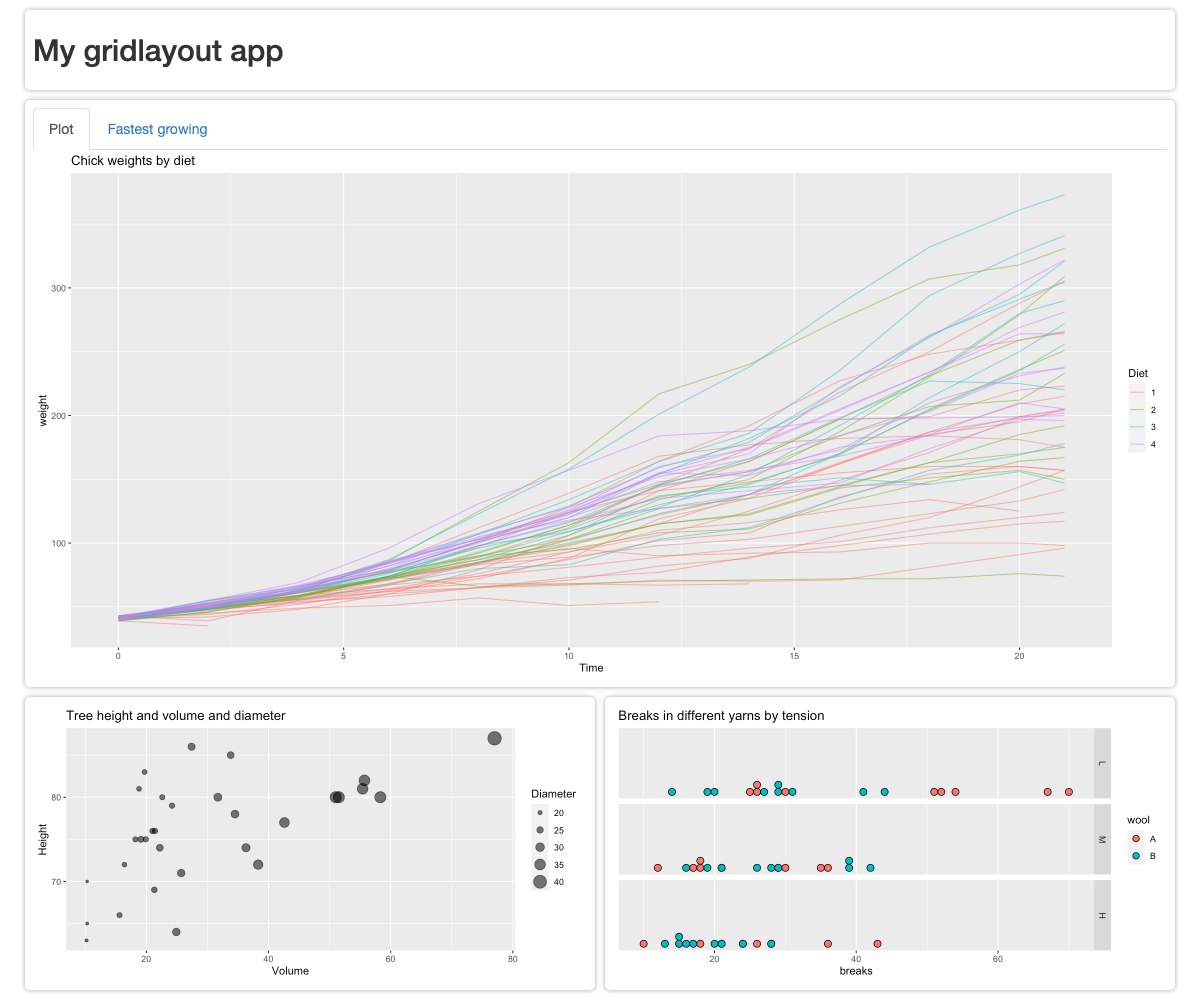 My gridlayout app
Plot
Fastest growing
Chick weights by diet
weight
300
200
100
0
5
10
15
20
Time
Diet
1
2
3
4
Tree height and volume and diameter
Height
80
70
20
40
60
80
Volume
Diameter
20
25
30
35
40
Breaks in different yarns by tension
L
M
H
20
40
60
breaks
wool
A
B